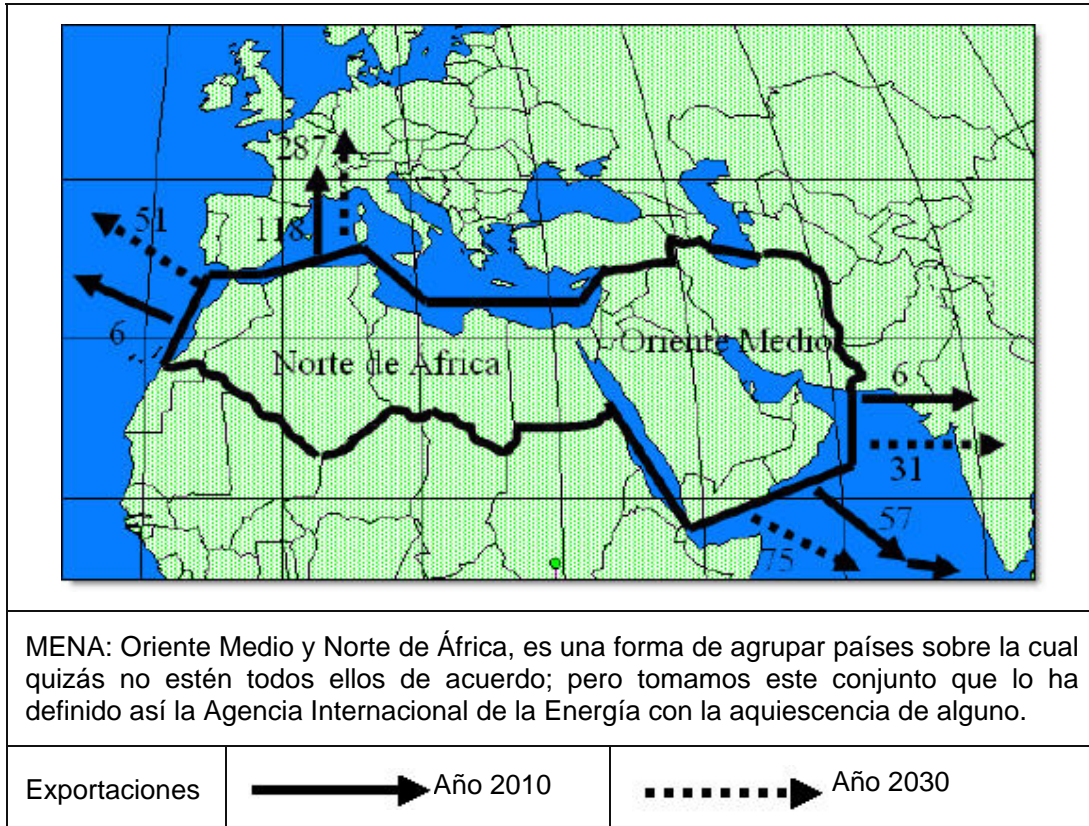 287
51
118
6
Norte de África
Oriente Medio
6
31
57
75
MENA: Oriente Medio y Norte de África, es una forma de agrupar países sobre la cual
quizás no estén todos ellos de acuerdo; pero tomamos este conjunto que lo ha
definido así la Agencia Internacional de la Energía con la aquiescencia de alguno.
Exportaciones
Año 2010
Año 2030